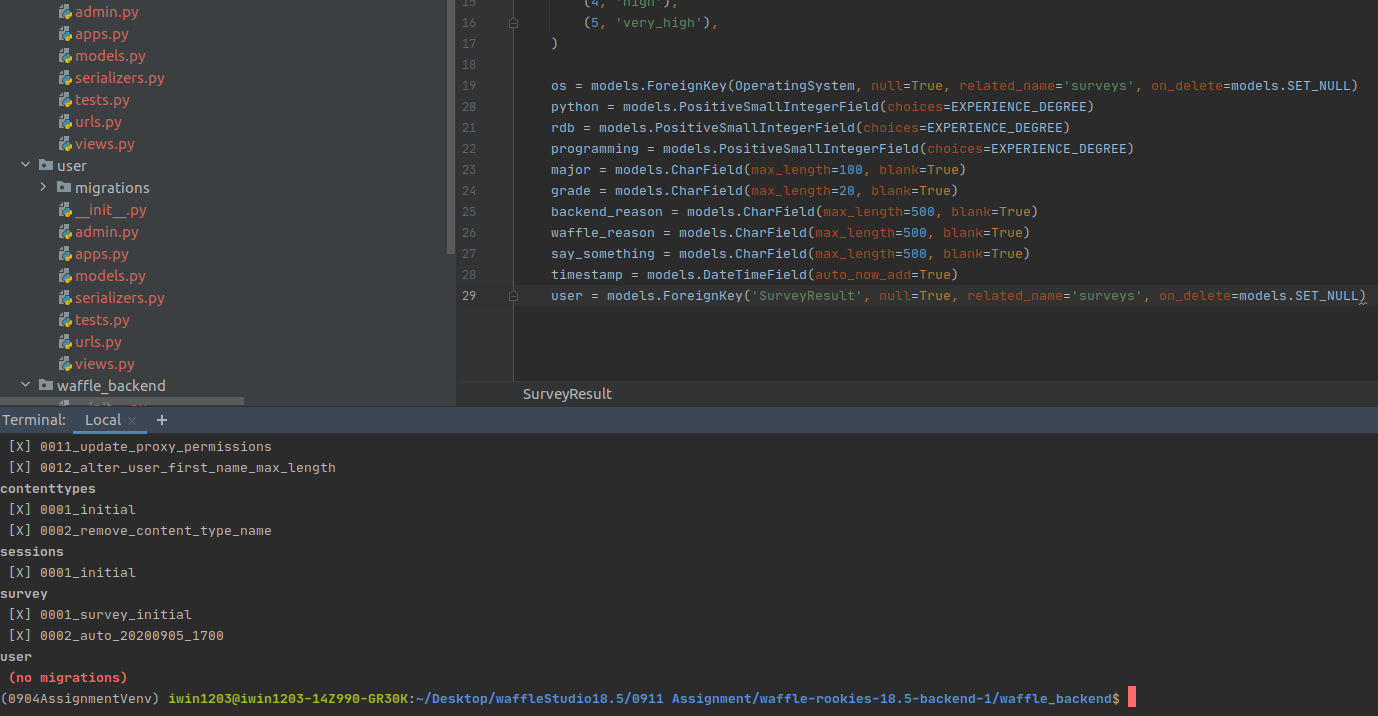 admin.py
apps.py
models.py
serializers.py
tests.py
urls.py
views.py
user
migrations
__init__.py
admin.py
apps.py
models.py
serializers.py
tests.py
urls.py
views.py
waffle_backend
15 (4, 'high'),
16 (5, 'very_high'),
17 )
18
19 os = models.ForeignKey(OperatingSystem, null=True, related_name='surveys', on_delete=models.SET_NULL)
20 python = models.PositiveSmallIntegerField(choices=EXPERIENCE_DEGREE)
21 rdb = models.PositiveSmallIntegerField(choices=EXPERIENCE_DEGREE)
22 programming = models.PositiveSmallIntegerField(choices=EXPERIENCE_DEGREE)
23 major = models.CharField(max_length=100, blank=True)
24 grade = models.CharField(max_length=20, blank=True)
25 backend_reason = models.CharField(max_length=500, blank=True)
26 waffle_reason = models.CharField(max_length=500, blank=True)
27 say_something = models.CharField(max_length=500, blank=True)
28 timestamp = models.DateTimeField(auto_now_add=True)
29 user = models.ForeignKey('SurveyResult', null=True, related_name='surveys', on_delete=models.SET_NULL)
SurveyResult
Terminal: Local × +
[X] 0011_update_proxy_permissions
[X] 0012_alter_user_first_name_max_length
contenttypes
[X] 0001_initial
[X] 0002_remove_content_type_name
sessions
[X] 0001_initial
survey
[X] 0001_survey_initial
[X] 0002_auto_20200905_1700
user
(no migrations)
(0904AssignmentVenv) iwin1203@iwin1203-14Z990-GR30K:~/Desktop/waffleStudio18.5/0911 Assignment/waffle-rookies-18.5-backend-1/waffle_backend$